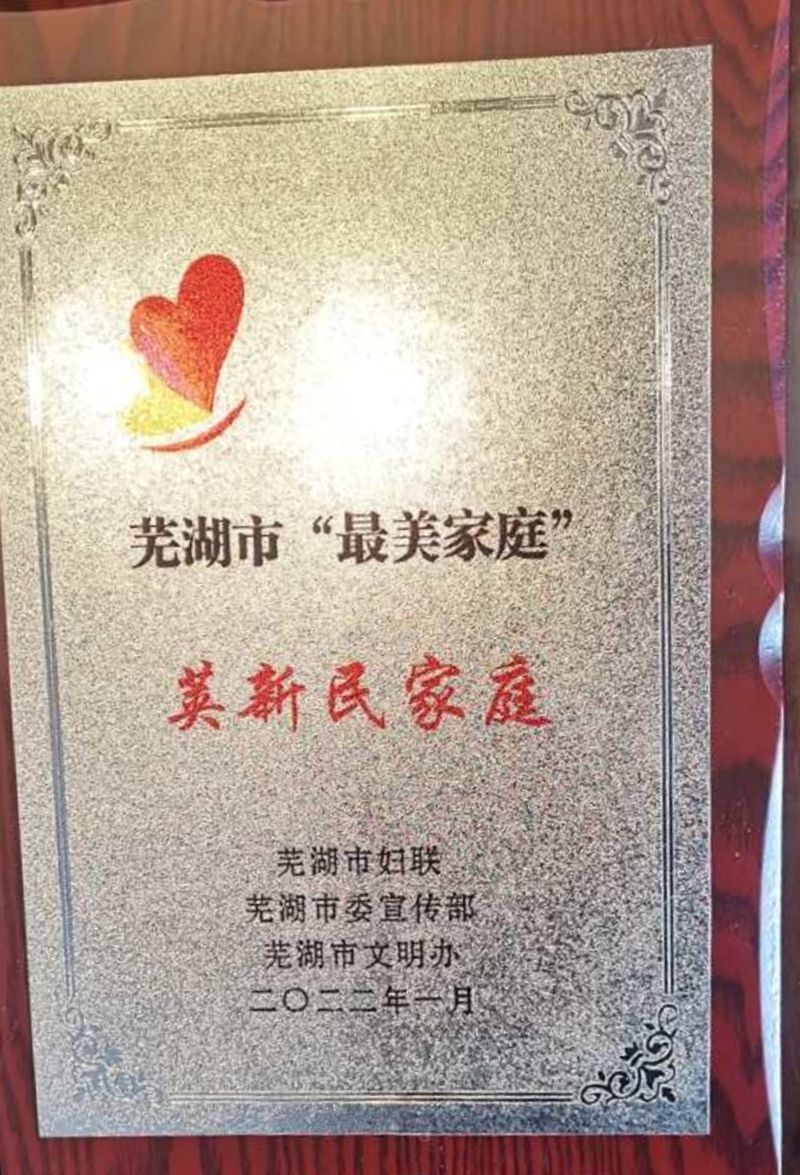 芜湖市“最美家庭”
英新民家庭
芜湖市妇联
芜湖市委宣传部
芜湖市文明办
二〇二二年一月